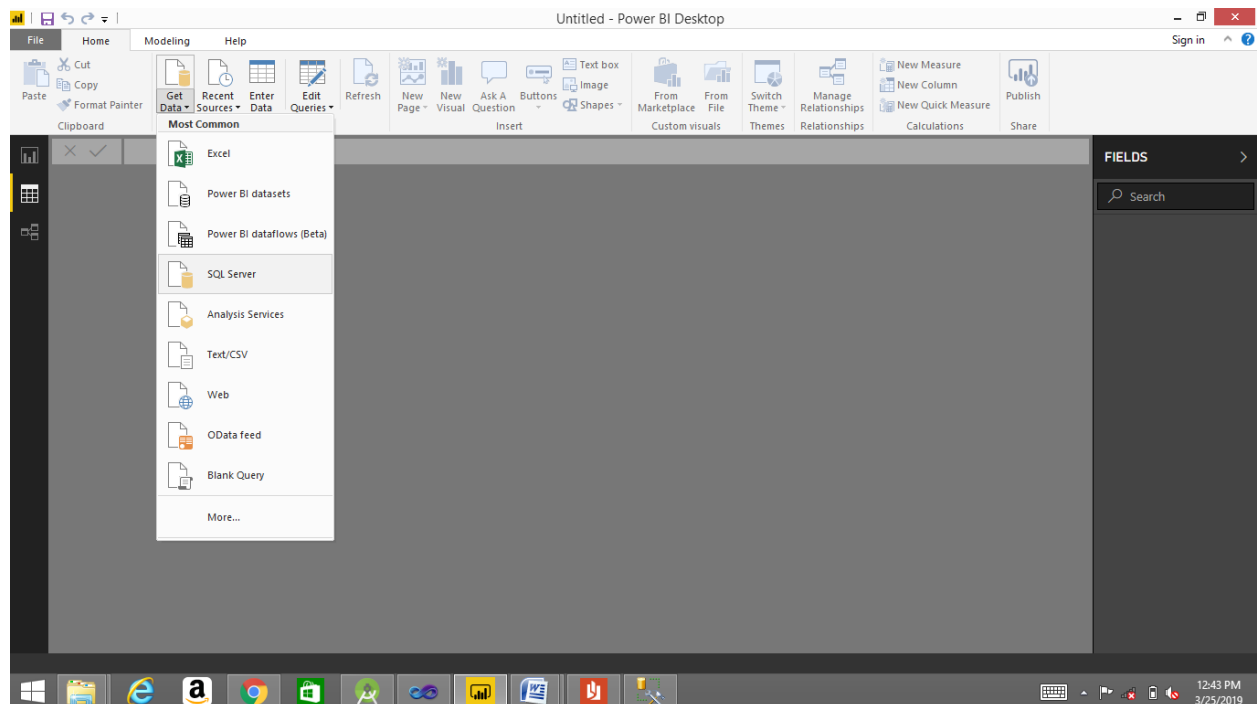 Untitled - Power BI Desktop
File Home Modeling Help Sign in
Cut
Copy
Format Painter
Paste
Clipboard
Get Data
Recent Sources
Enter Data
Edit Queries
Refresh
New Page
New Visual
Ask A Question
Buttons
Text box
Image
Shapes
Insert
From Marketplace
From File
Custom visuals
Switch Theme
Themes
Manage Relationships
Relationships
New Measure
New Column
New Quick Measure
Calculations
Publish
Share
Most Common
Excel
Power BI datasets
Power BI dataflows (Beta)
SQL Server
Analysis Services
Text/CSV
Web
OData feed
Blank Query
More...
FIELDS
Search
12:43 PM
3/25/2019